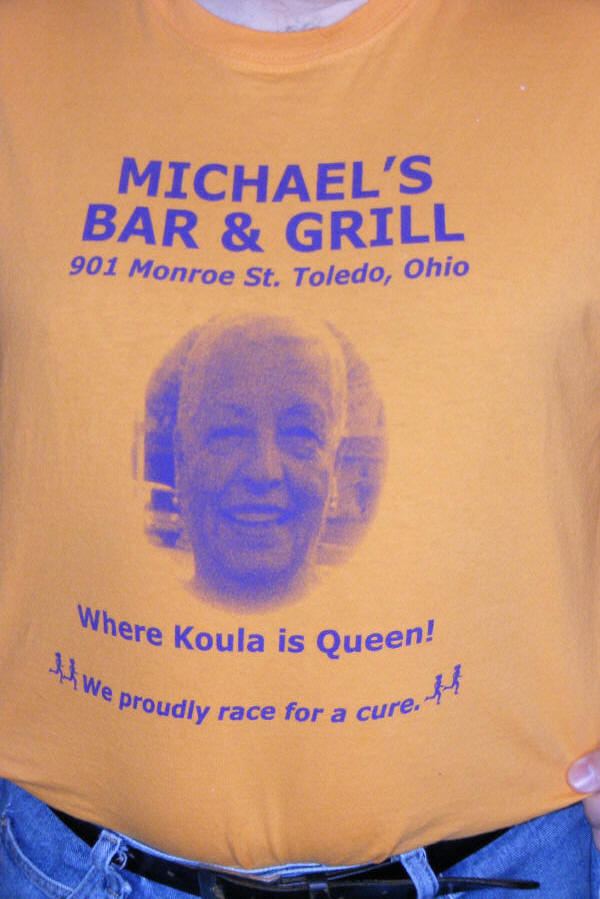 MICHAEL'S
BAR & GRILL
901 Monroe St. Toledo, Ohio
Where Koula is Queen!
We proudly race for a cure.